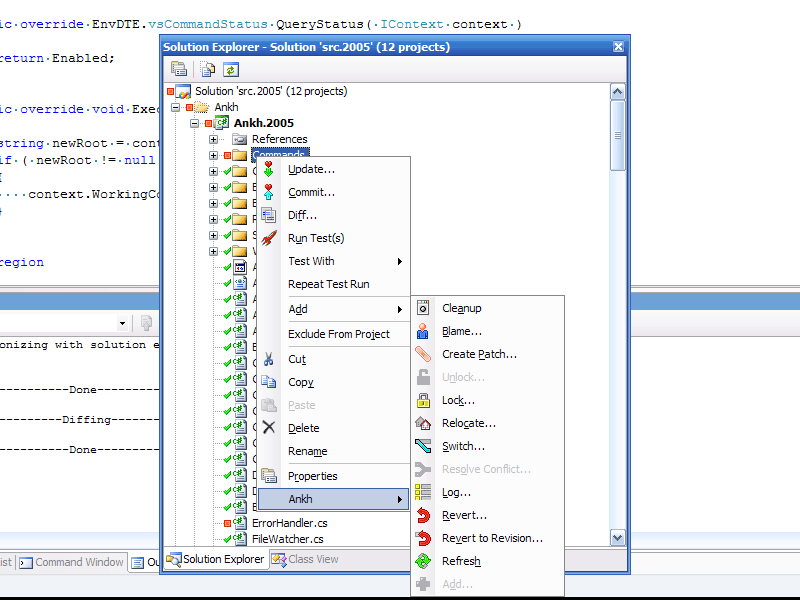 ic override EnvDTE.vsCommandStatus QueryStatus( IContext context )
return Enabled;
ic override void Exe
string newRoot = cont
if ( newRoot != null
context.WorkingCo
region
onizing with solution e
-----------Done----------
----------Diffing--------
-----------Done----------
ist
Command Window
Ou
Solution Explorer - Solution 'src.2005' (12 projects)
Solution 'src.2005' (12 projects)
Ankh
Ankh.2005
References
Commands
ErrorHandler.cs
FileWatcher.cs
Solution Explorer
Class View
Update...
Commit...
Diff...
Run Test(s)
Test With
Repeat Test Run
Add
Exclude From Project
Cut
Copy
Paste
Delete
Rename
Properties
Ankh
Cleanup
Blame...
Create Patch...
Unlock...
Lock...
Relocate...
Switch...
Resolve Conflict...
Log...
Revert...
Revert to Revision...
Refresh
Add...